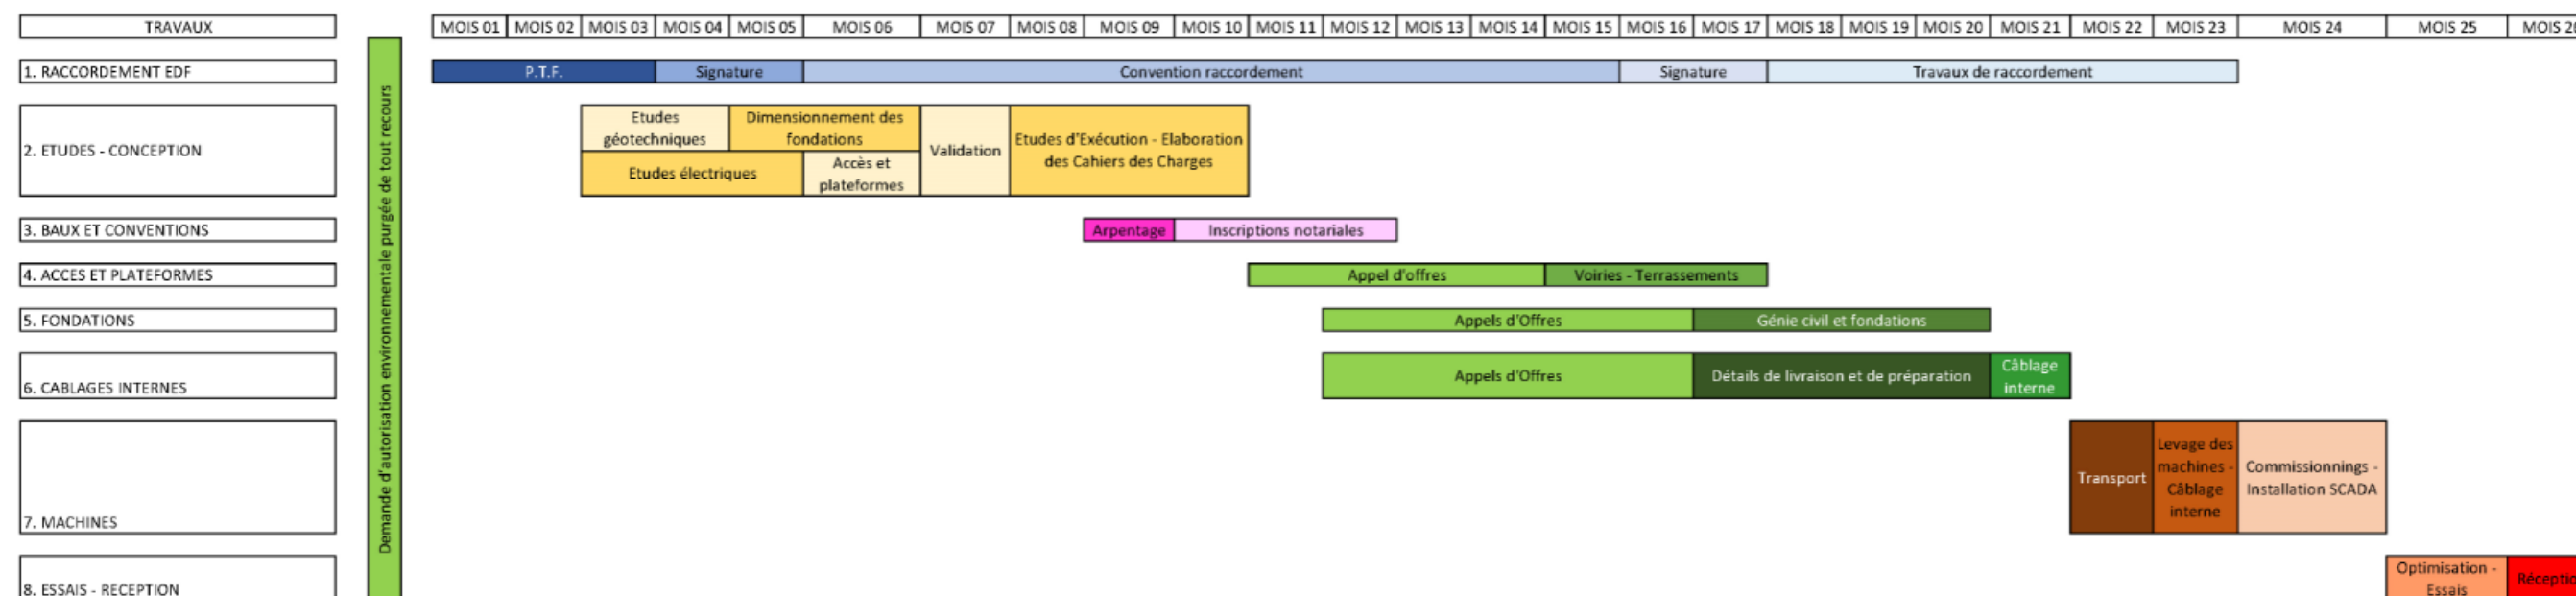 TRAVAUX
MOIS 01 MOIS 02 MOIS 03 MOIS 04 MOIS 05 MOIS 06 MOIS 07 MOIS 08 MOIS 09 MOIS 10 MOIS 11 MOIS 12 MOIS 13 MOIS 14 MOIS 15 MOIS 16 MOIS 17 MOIS 18 MOIS 19 MOIS 20 MOIS 21 MOIS 22 MOIS 23 MOIS 24 MOIS 25 MOIS
Demande d'autorisation environnementale purgée de tout recours
1. RACCORDEMENT EDF
P.T.F.
Signature
Convention raccordement
Signature
Travaux de raccordement
2. ETUDES - CONCEPTION
Etudes
géotechniques
Dimensionnement des
fondations
Etudes électriques
Accès et
plateformes
Validation
Etudes d'Exécution - Elaboration
des Cahiers des Charges
3. BAUX ET CONVENTIONS
Arpentage
Inscriptions notariales
4. ACCES ET PLATEFORMES
Appel d'offres
Voiries - Terrassements
5. FONDATIONS
Appels d'Offres
Génie civil et fondations
6. CABLAGES INTERNES
Appels d'Offres
Détails de livraison et de préparation
Câblage
interne
7. MACHINES
Transport
Levage des
machines -
Câblage
interne
Commissionnings -
Installation SCADA
8. ESSAIS - RECEPTION
Optimisation -
Essais